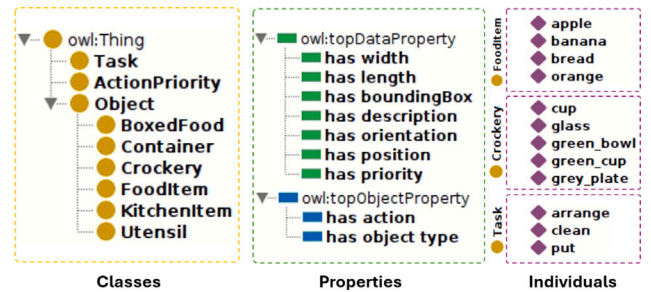 owl:Thing
Task
ActionPriority
Object
BoxedFood
Container
Crockery
FoodItem
KitchenItem
Utensil
Classes
owl:topDataProperty
has width
has length
has boundingBox
has description
has orientation
has position
has priority
owl:topObjectProperty
has action
has object type
Properties
FoodItem
apple
banana
bread
orange
Crockery
cup
glass
green_bowl
green_cup
grey_plate
Task
arrange
clean
put
Individuals